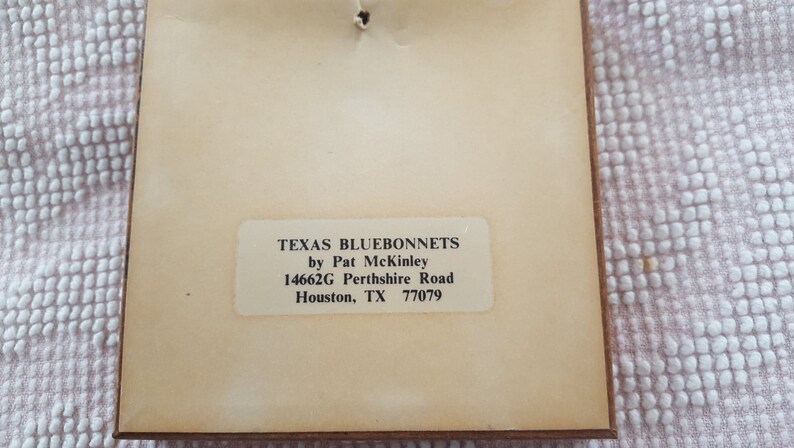 TEXAS BLUEBONNETS
by Pat McKinley
14662G Perthshire Road
Houston, TX 77079